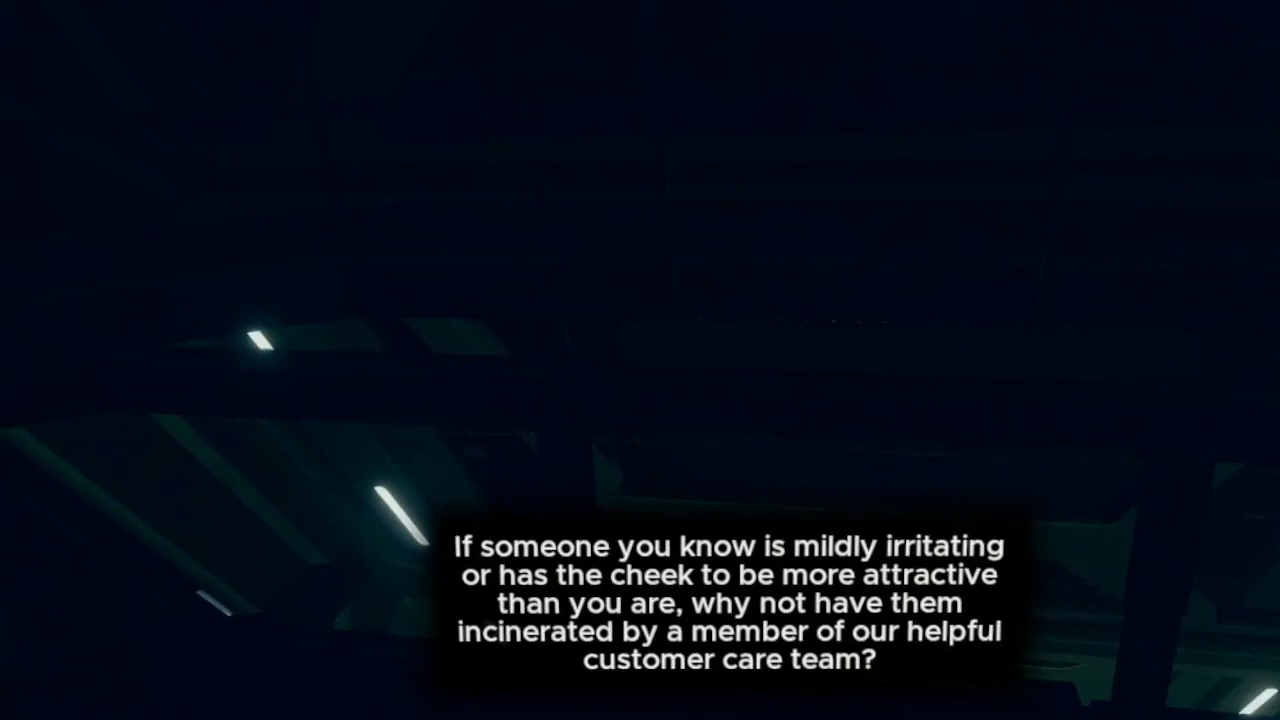 If someone you know is mildly irritating
or has the cheek to be more attractive
than you are, why not have them
incinerated by a member of our helpful
customer care team?